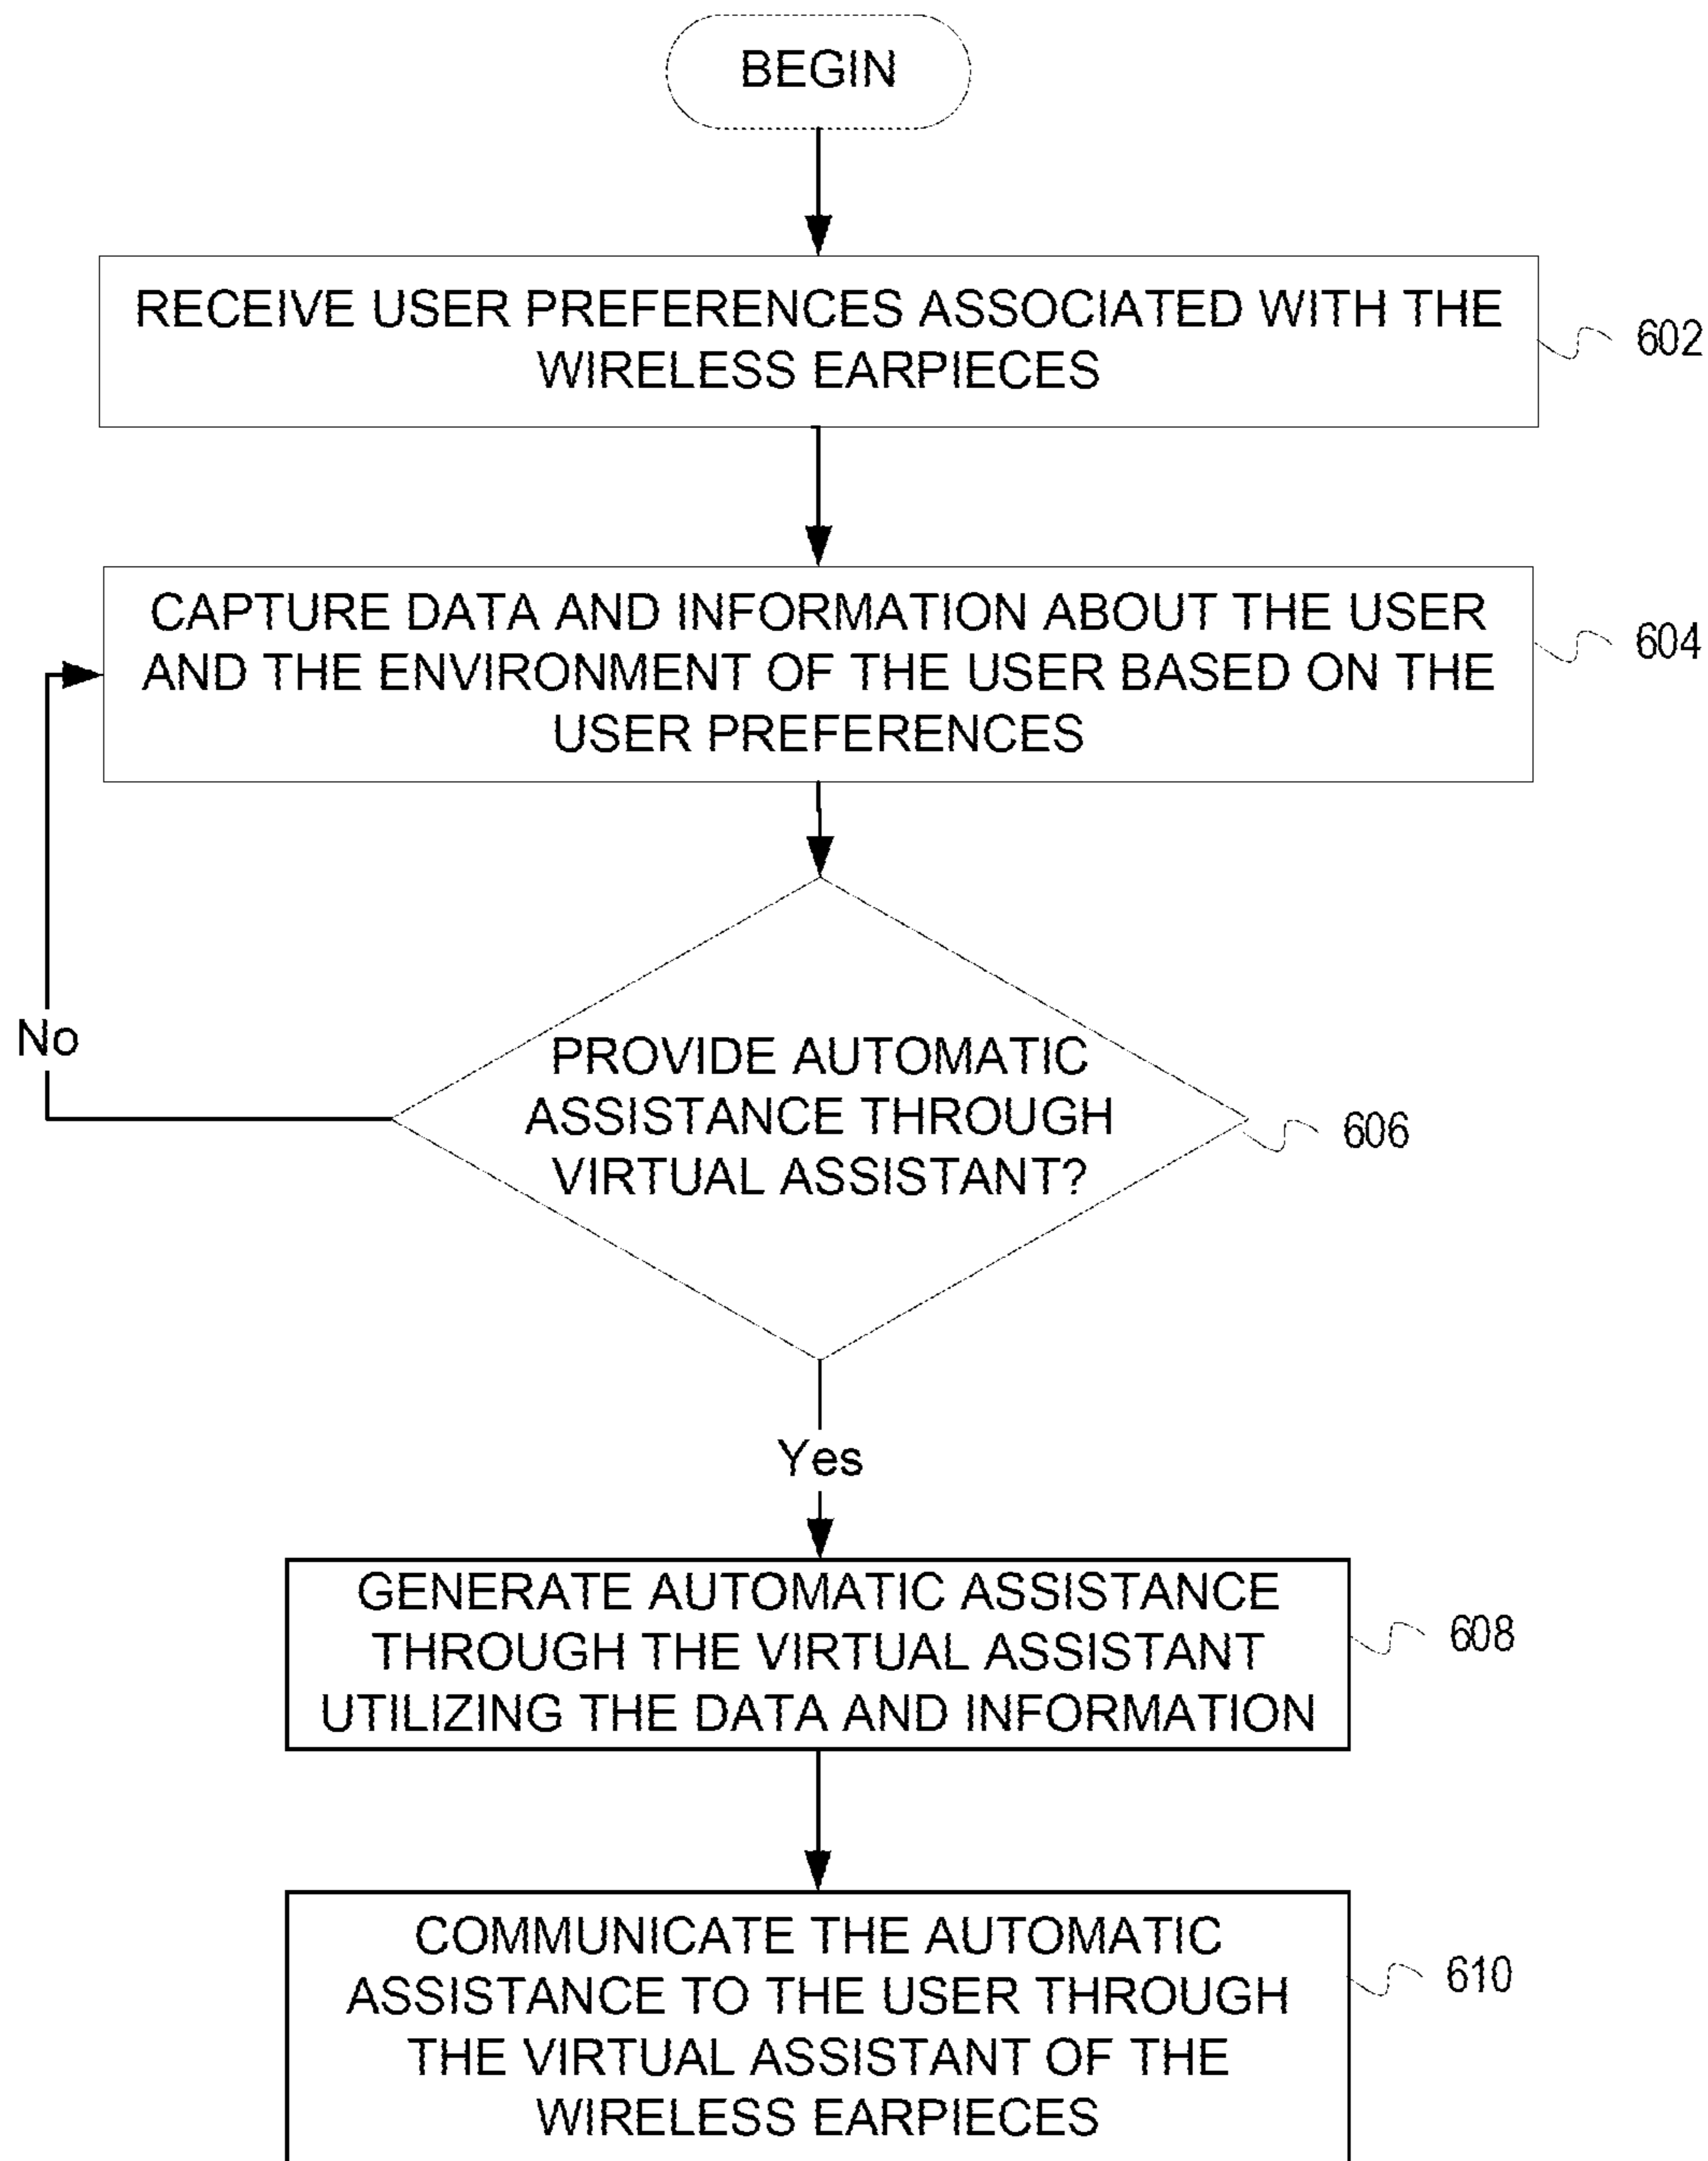 BEGIN
RECEIVE USER PREFERENCES ASSOCIATED WITH THE
WIRELESS EARPIECES
602
CAPTURE DATA AND INFORMATION ABOUT THE USER
AND THE ENVIRONMENT OF THE USER BASED ON THE
USER PREFERENCES
604
No
PROVIDE AUTOMATIC
ASSISTANCE THROUGH
VIRTUAL ASSISTANT?
606
Yes
GENERATE AUTOMATIC ASSISTANCE
THROUGH THE VIRTUAL ASSISTANT
UTILIZING THE DATA AND INFORMATION
608
COMMUNICATE THE AUTOMATIC
ASSISTANCE TO THE USER THROUGH
THE VIRTUAL ASSISTANT OF THE
WIRELESS EARPIECES
610